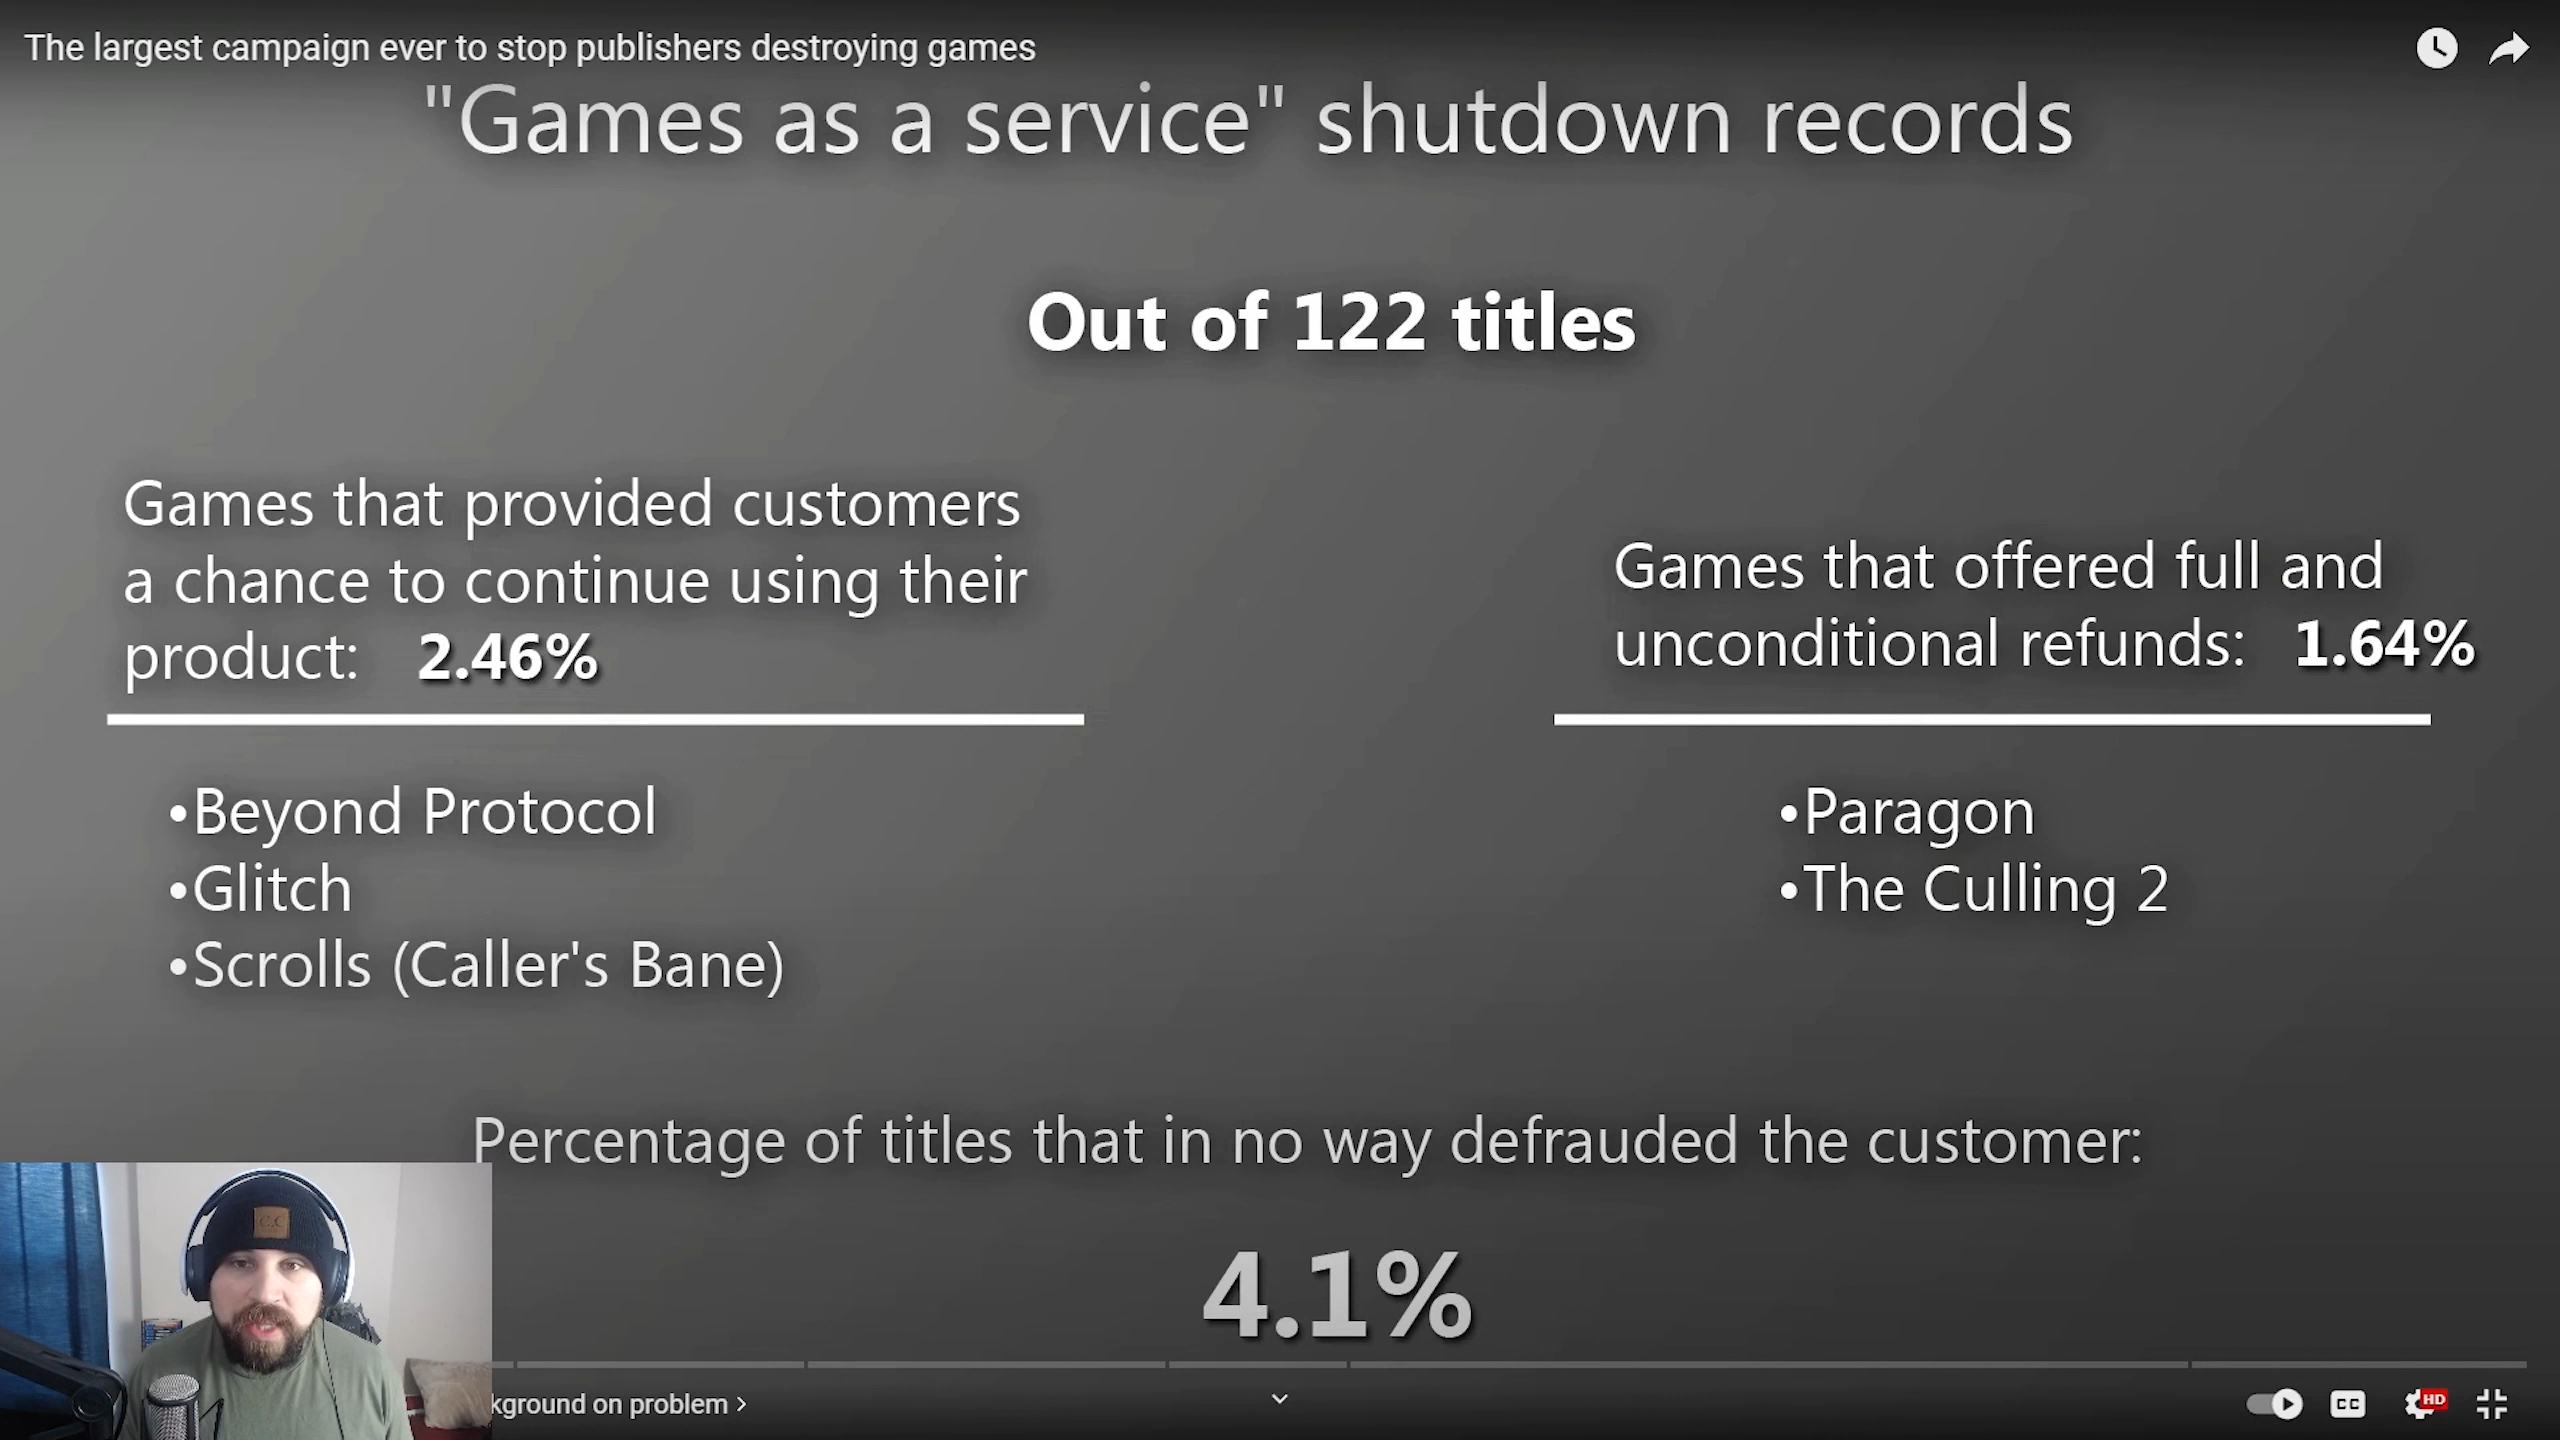 The largest campaign ever to stop publishers destroying games
"Games as a service" shutdown records
Out of 122 titles
Games that provided customers
a chance to continue using their
product: 2.46%
•Beyond Protocol
•Glitch
•Scrolls (Caller's Bane)
Games that offered full and
unconditional refunds: 1.64%
•Paragon
•The Culling 2
Percentage of titles that in no way defrauded the customer:
4.1%
C.C
kground on problem >
CC
HD